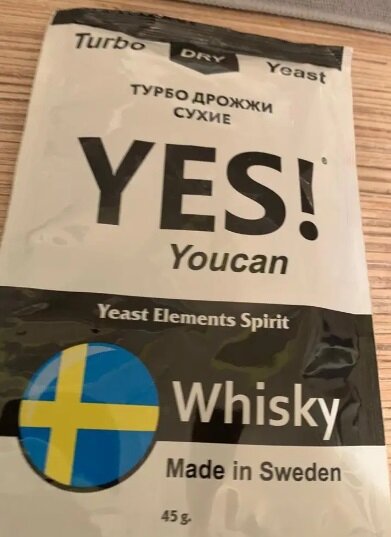 Turbo DRY Yeast
ТУРБО ДРОЖЖИ
СУХИЕ
YES!®
Youcan
Yeast Elements Spirit
Whisky
Made in Sweden
45 g.